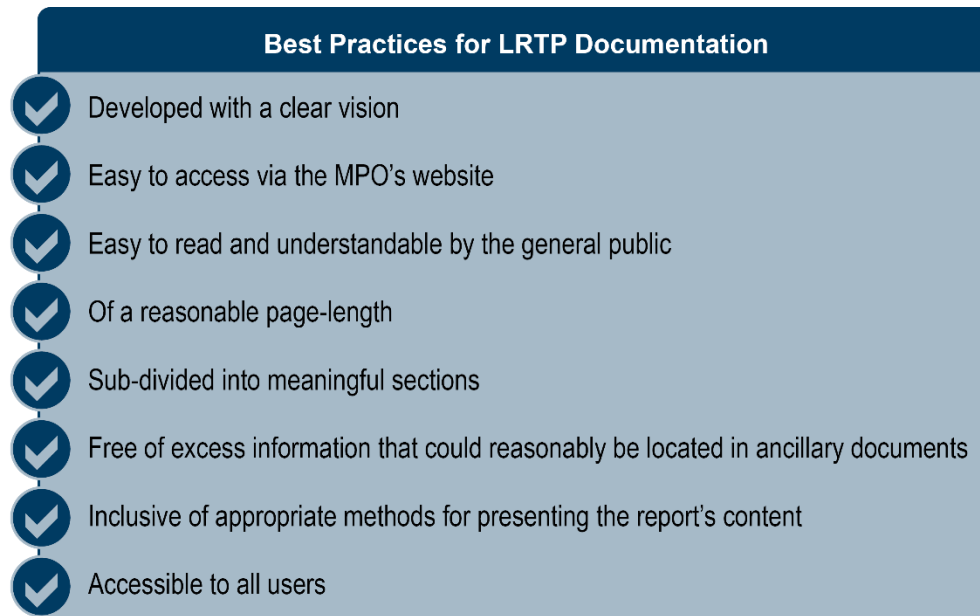 Best Practices for LRTP Documentation
Developed with a clear vision
Easy to access via the MPO's website
Easy to read and understandable by the general public
Of a reasonable page-length
Sub-divided into meaningful sections
Free of excess information that could reasonably be located in ancillary documents
Inclusive of appropriate methods for presenting the report's content
Accessible to all users